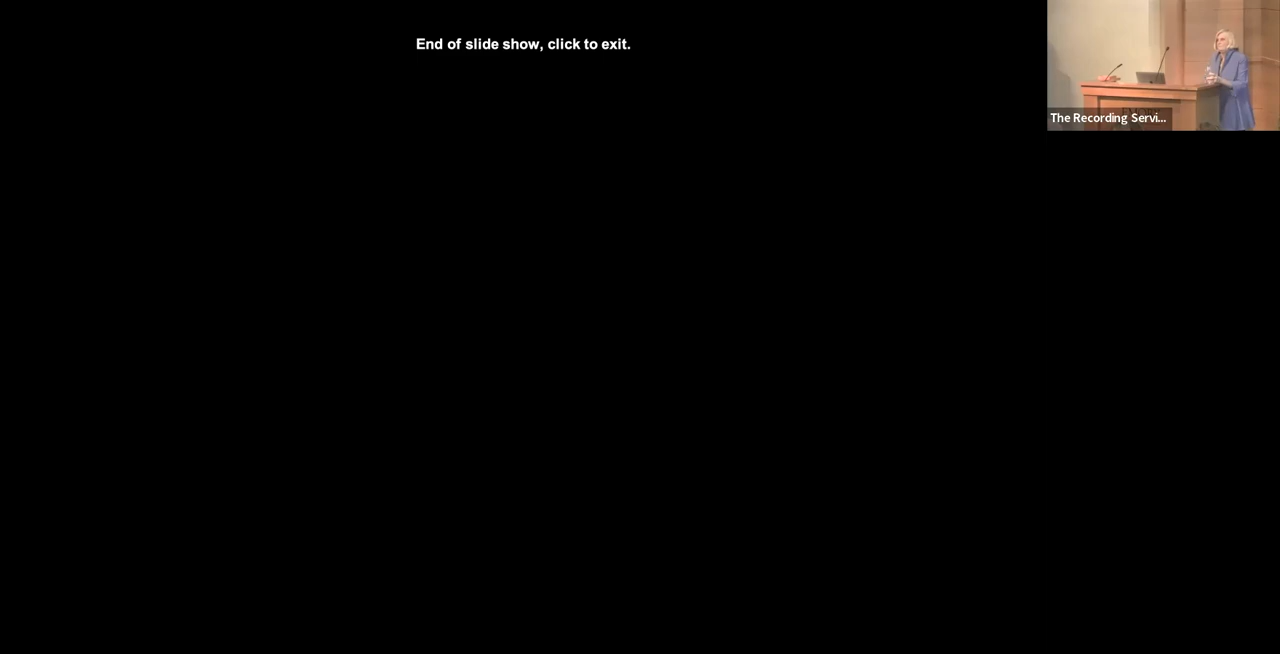 End of slide show, click to exit.
The Recording Servi...